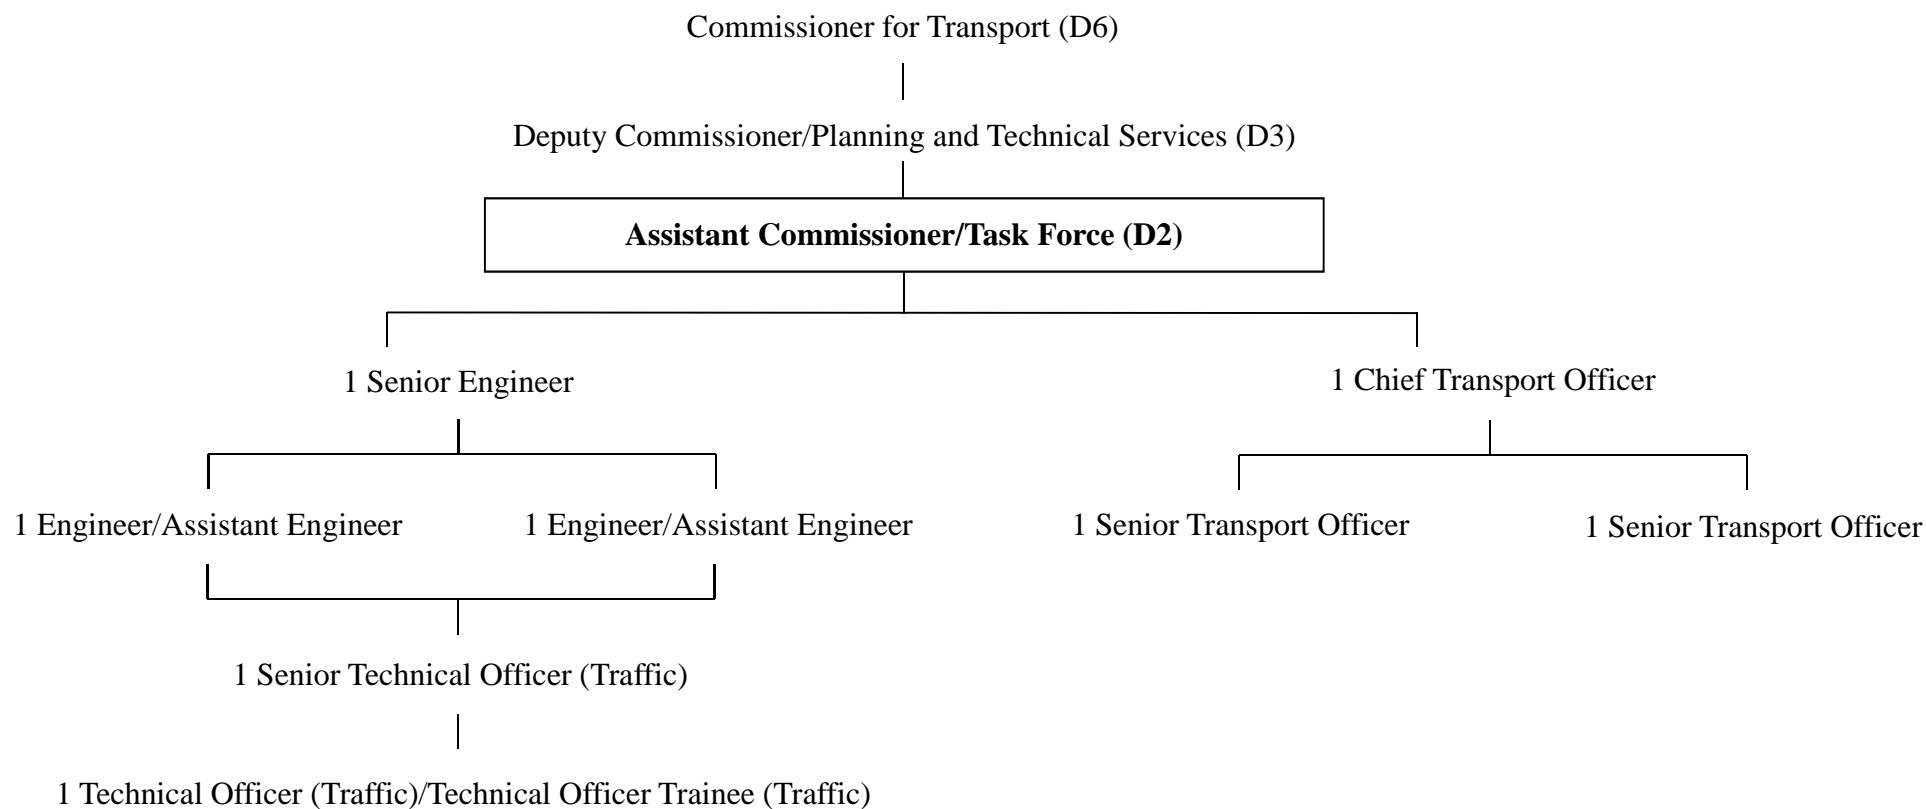 Commissioner for Transport (D6)
Deputy Commissioner/Planning and Technical Services (D3)
Assistant Commissioner/Task Force (D2)
1 Senior Engineer
1 Chief Transport Officer
1 Engineer/Assistant Engineer
1 Engineer/Assistant Engineer
1 Senior Transport Officer
1 Senior Transport Officer
1 Senior Technical Officer (Traffic)
1 Technical Officer (Traffic)/Technical Officer Trainee (Traffic)